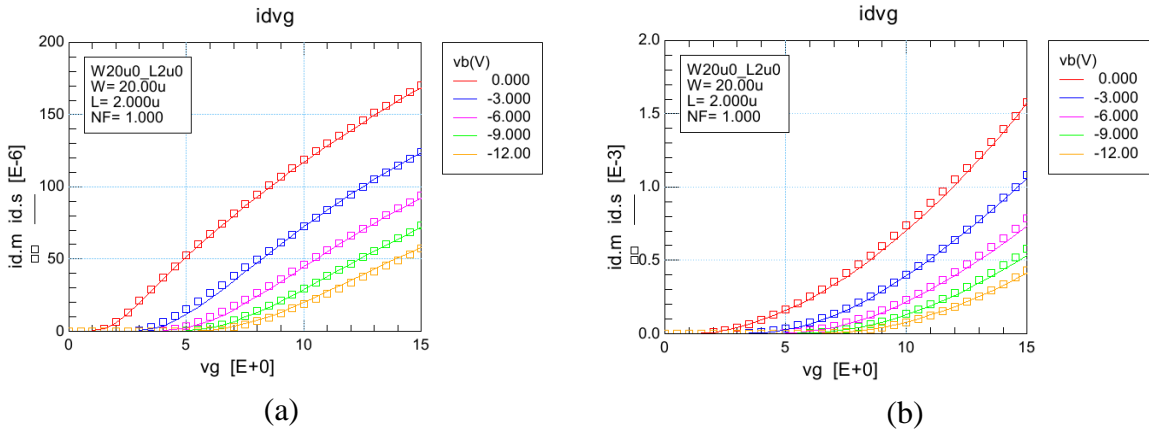 idvg
200
150
100
50
0
id.m id.s [E-6]
W20u0_L2u0
W= 20.00u
L= 2.000u
NF= 1.000
0 5 10 15
vg [E+0]
vb(V)
0.000
-3.000
-6.000
-9.000
-12.00
(a)
idvg
2.0
1.5
1.0
0.5
0.0
id.m id.s [E-3]
W20u0_L2u0
W= 20.00u
L= 2.000u
NF= 1.000
0 5 10 15
vg [E+0]
vb(V)
0.000
-3.000
-6.000
-9.000
-12.00
(b)